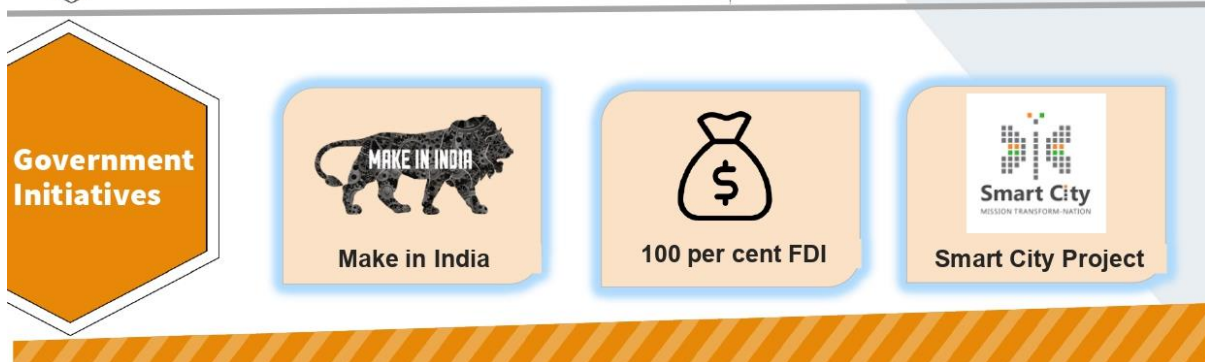 Government
Initiatives
MAKE IN INDIA
Make in India
$
100 per cent FDI
Smart City
MISSION TRANSFORM-NATION
Smart City Project